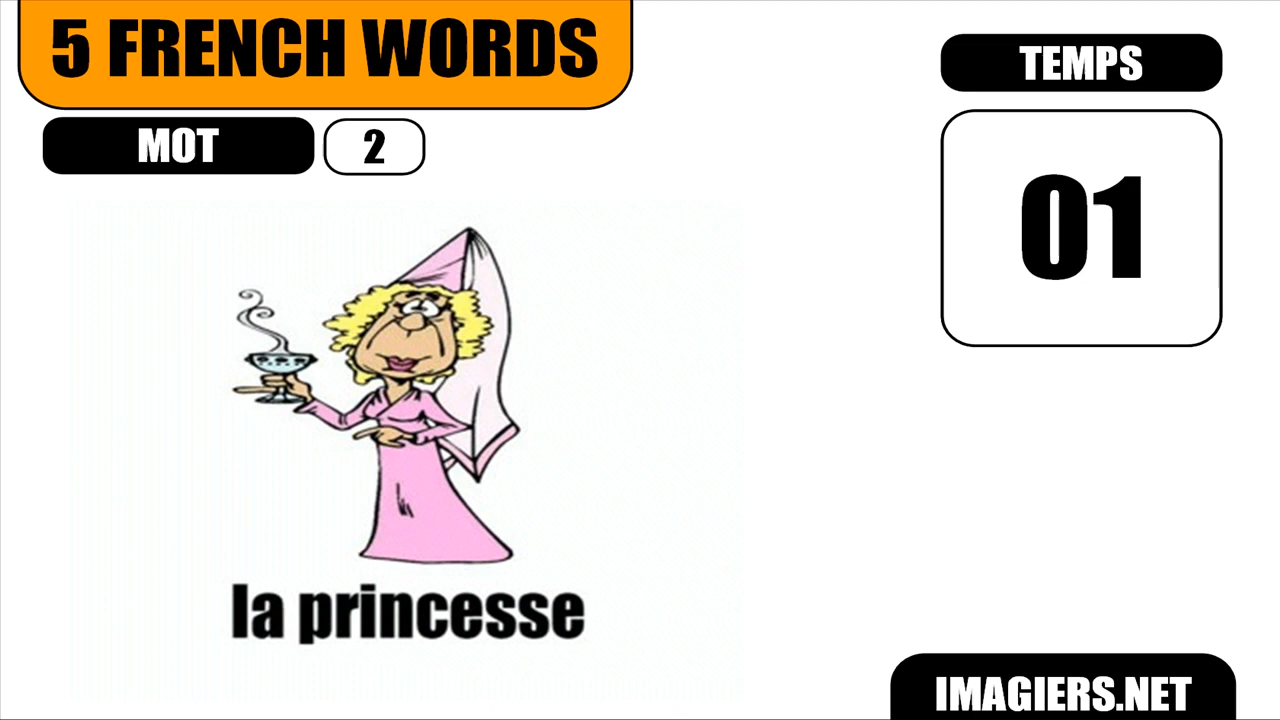 5 FRENCH WORDS
TEMPS
MOT 2
01
la princesse
IMAGIERS.NET